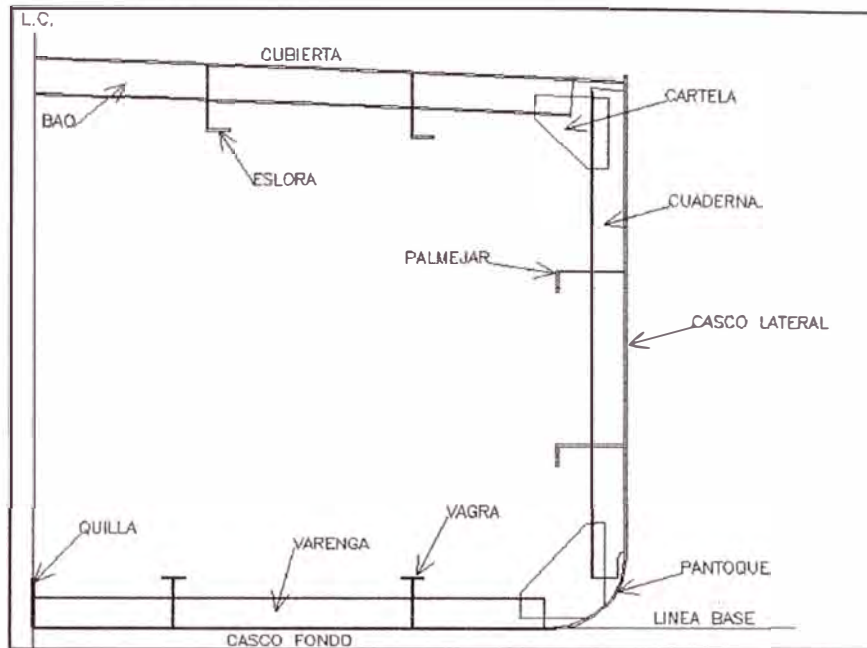 L.C.
CUBIERTA
CARTELA
BAO
ESLORA
CUADERNA.
PALMEJAR
CASCO LATERAL
QUILLA
VAGRA
VARENGA
PANTOQUE
LINEA BASE
CASCO FONDO